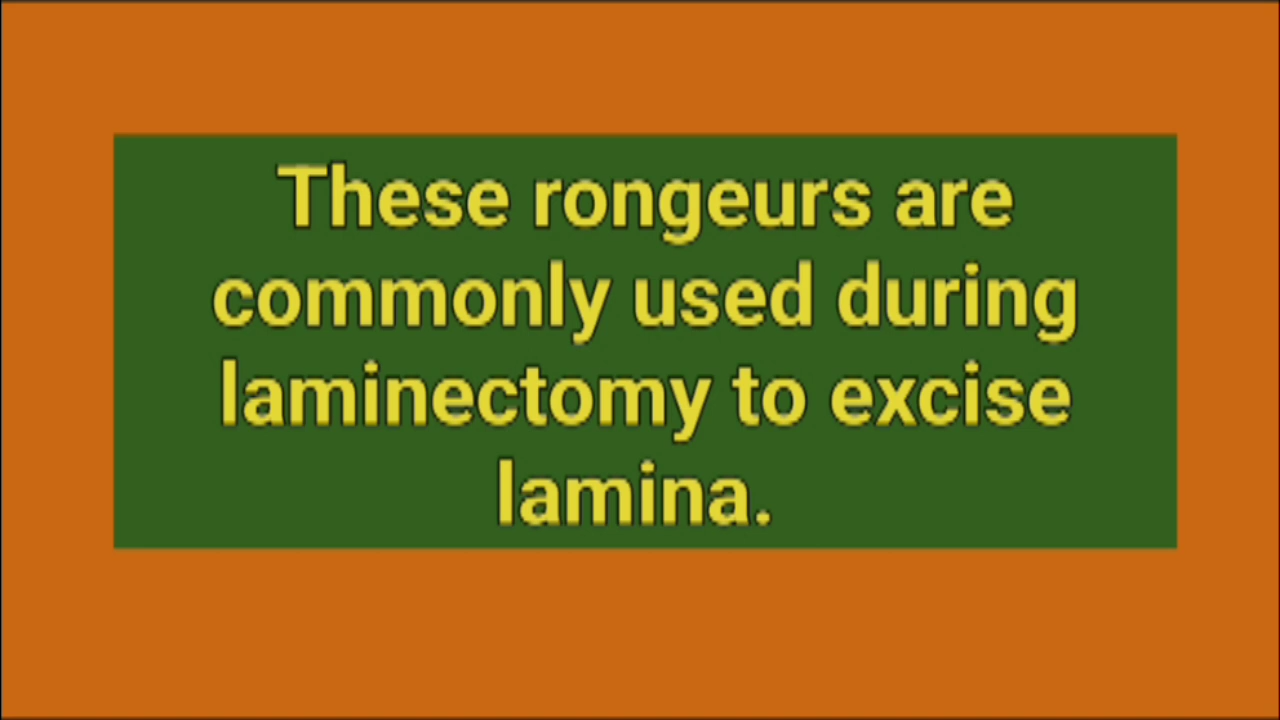 These rongeurs are
commonly used during
laminectomy to excise
lamina.